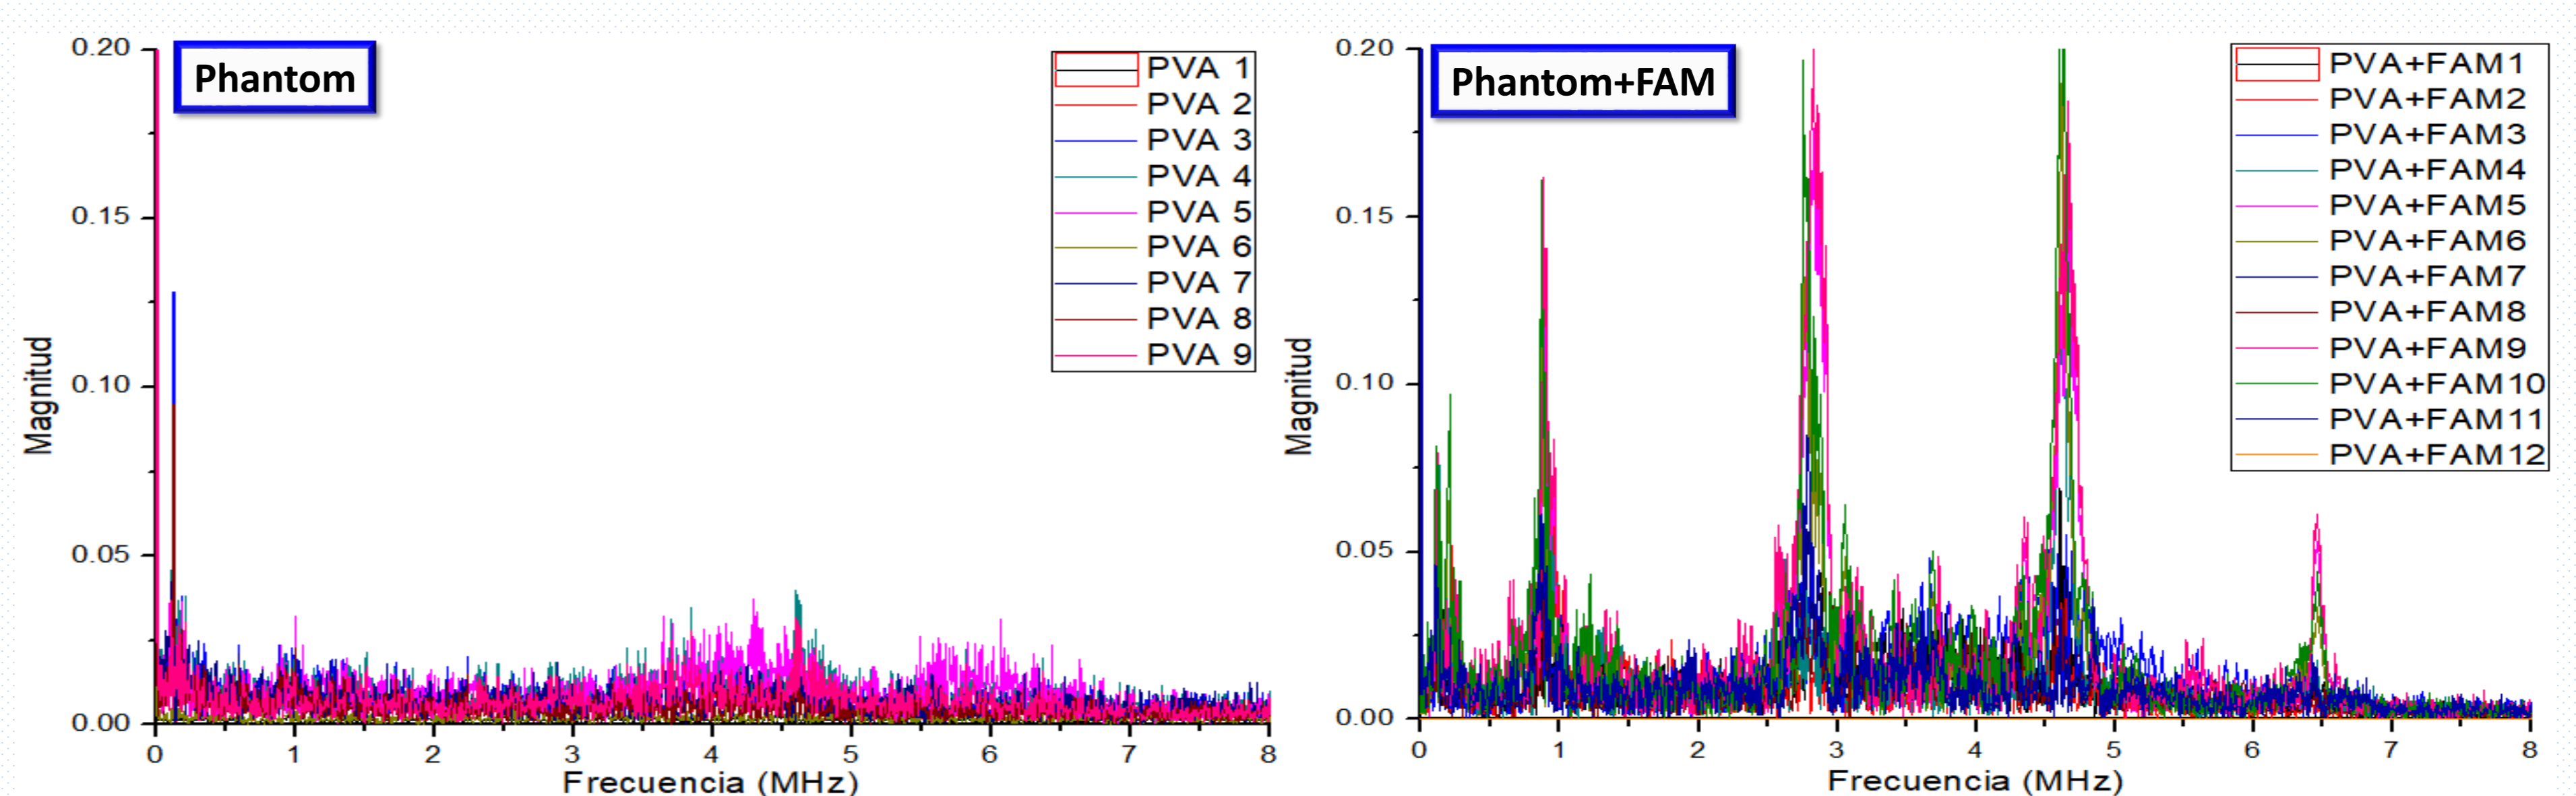 Phantom
0.20
0.15
0.10
0.05
0.00
Magnitud
0 1 2 3 4 5 6 7 8
Frecuencia (MHz)
PVA 1
PVA 2
PVA 3
PVA 4
PVA 5
PVA 6
PVA 7
PVA 8
PVA 9
Phantom+FAM
0.20
0.15
0.10
0.05
0.00
Magnitud
0 1 2 3 4 5 6 7 8
Frecuencia (MHz)
PVA+FAM1
PVA+FAM2
PVA+FAM3
PVA+FAM4
PVA+FAM5
PVA+FAM6
PVA+FAM7
PVA+FAM8
PVA+FAM9
PVA+FAM10
PVA+FAM11
PVA+FAM12